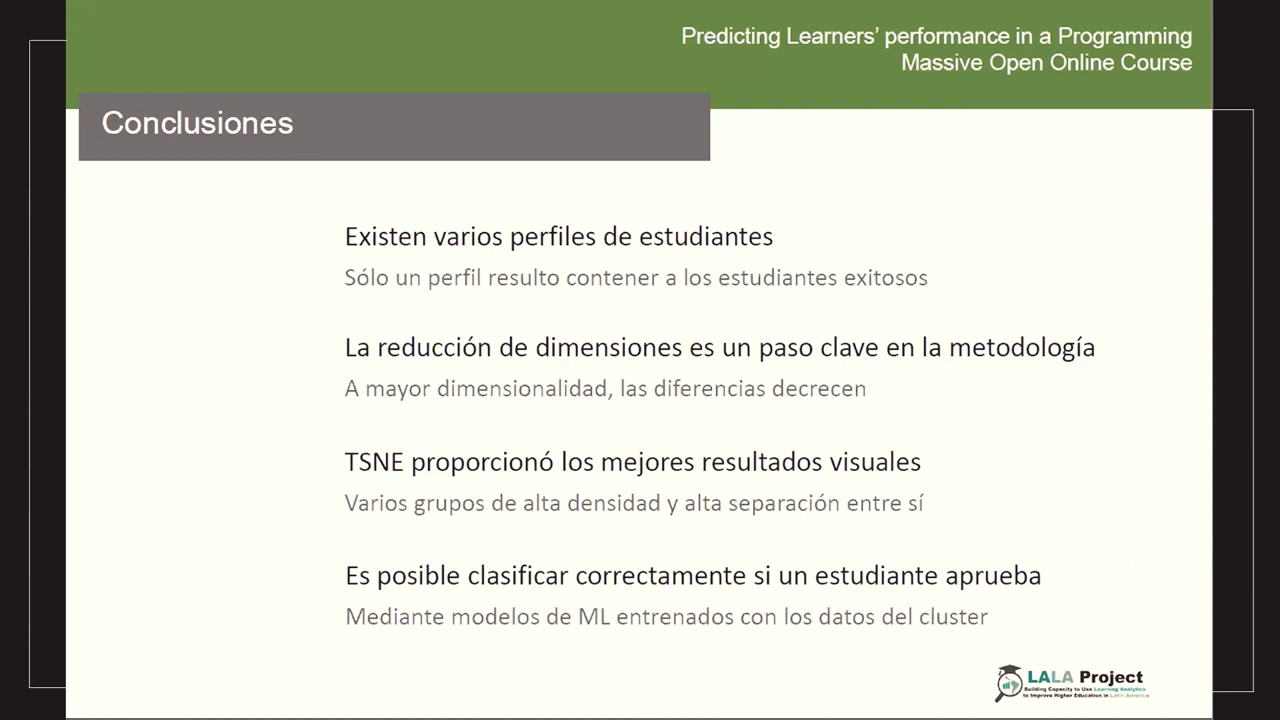 Predicting Learners’ performance in a Programming
Massive Open Online Course
Conclusiones
Existen varios perfiles de estudiantes
Sólo un perfil resulto contener a los estudiantes exitosos
La reducción de dimensiones es un paso clave en la metodología
A mayor dimensionalidad, las diferencias decrecen
TSNE proporcionó los mejores resultados visuales
Varios grupos de alta densidad y alta separación entre sí
Es posible clasificar correctamente si un estudiante aprueba
Mediante modelos de ML entrenados con los datos del cluster
LALA Project
Building Capacity to Use Learning Analytics
to Improve Higher Education in Latin America